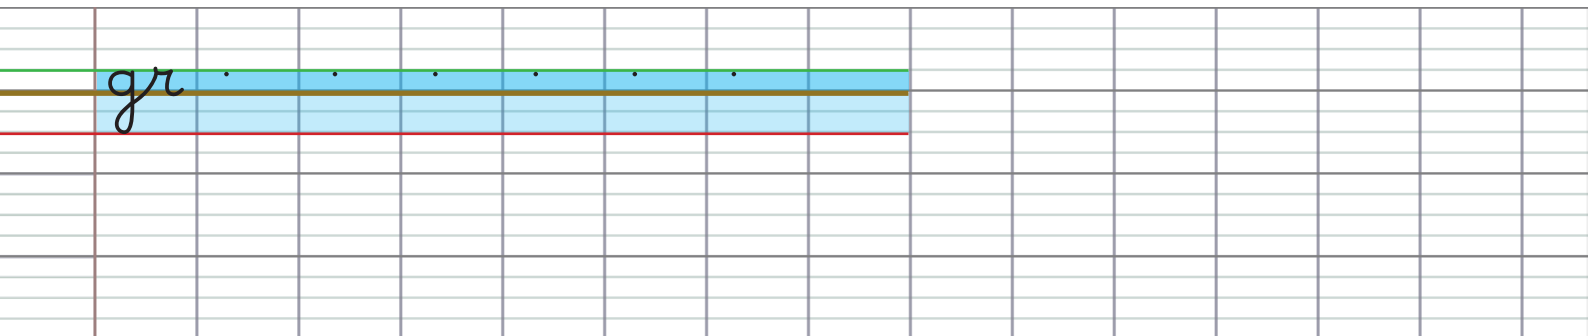 gr . . . . . .